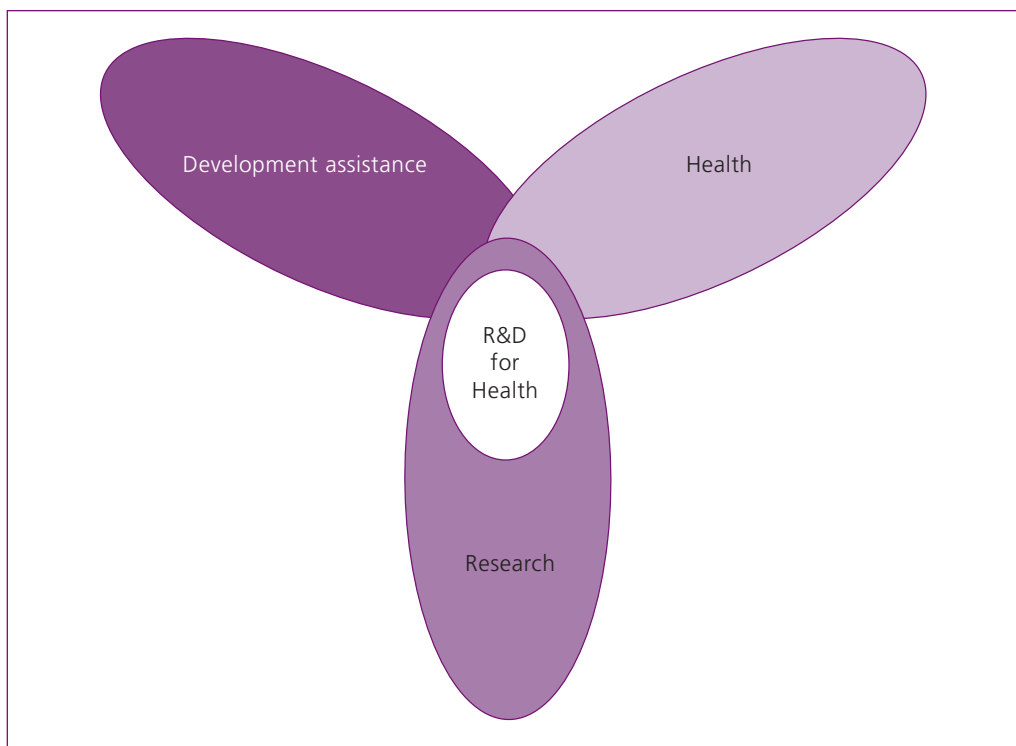 Development assistance
Health
R&D
for
Health
Research